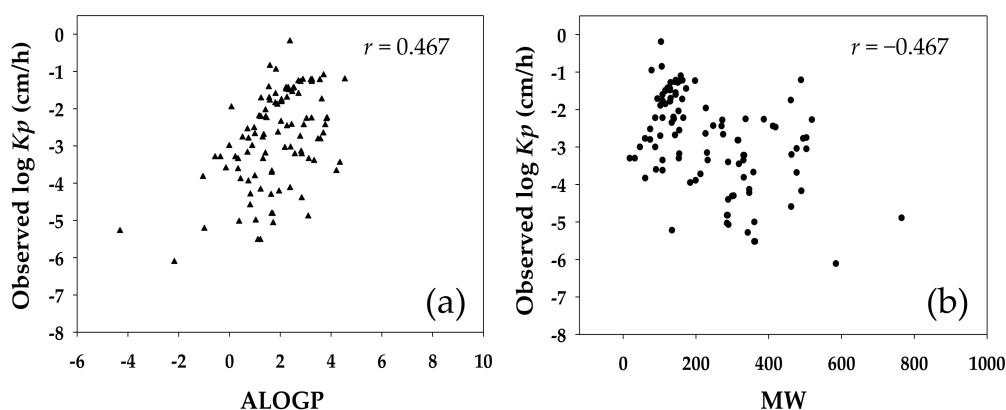 r = 0.467
0
-1
-2
-3
-4
-5
-6
-7
-8
Observed log Kp (cm/h)
(a)
-6 -4 -2 0 2 4 6 8 10
ALOGP
r = −0.467
0
-1
-2
-3
-4
-5
-6
-7
-8
Observed log Kp (cm/h)
(b)
0 200 400 600 800 1000
MW